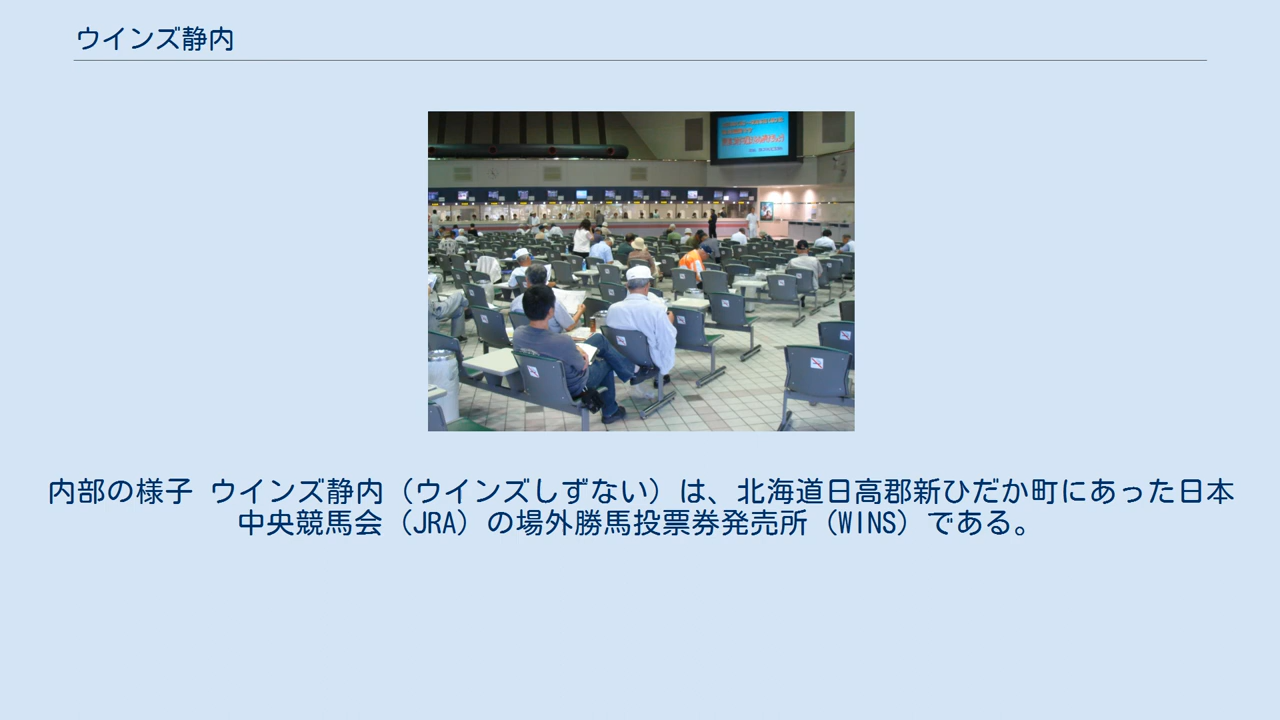 ウインズ静内
内部の様子 ウインズ静内（ウインズしずない）は、北海道日高郡新ひだか町にあった日本
中央競馬会（JRA）の場外勝馬投票券発売所（WINS）である。